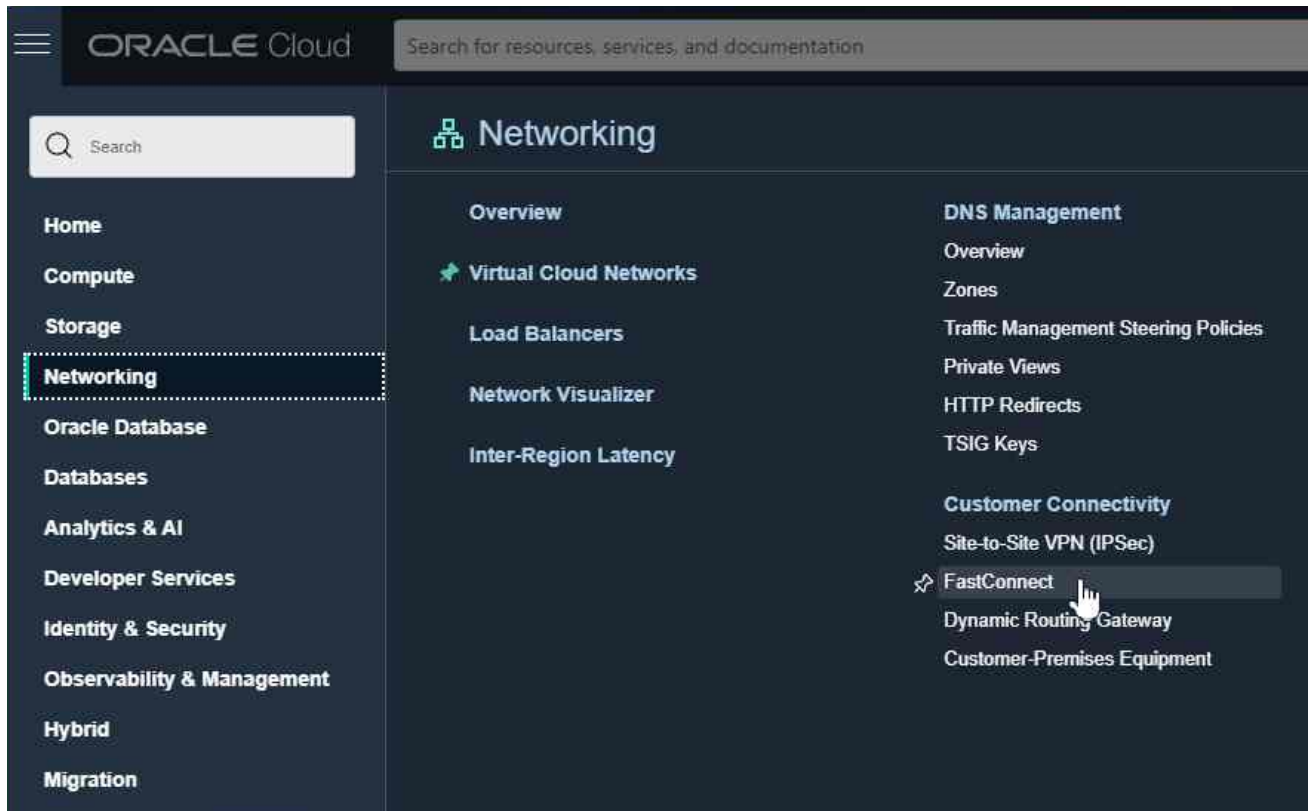 ORACLE Cloud
Search for resources, services, and documentation
Search
Home
Compute
Storage
Networking
Oracle Database
Databases
Analytics & AI
Developer Services
Identity & Security
Observability & Management
Hybrid
Migration
Networking
Overview
Virtual Cloud Networks
Load Balancers
Network Visualizer
Inter-Region Latency
DNS Management
Overview
Zones
Traffic Management Steering Policies
Private Views
HTTP Redirects
TSIG Keys
Customer Connectivity
Site-to-Site VPN (IPSec)
FastConnect
Dynamic Routing Gateway
Customer-Premises Equipment